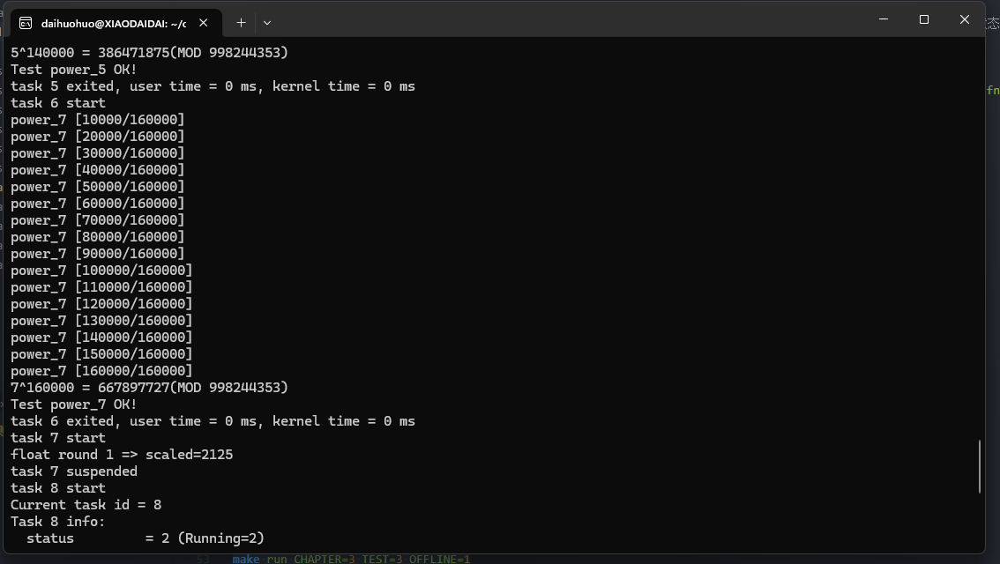 daihuohuo@XIAODAIDAI: ~/c
5^140000 = 386471875(MOD 998244353)
Test power_5 OK!
task 5 exited, user time = 0 ms, kernel time = 0 ms
task 6 start
power_7 [10000/160000]
power_7 [20000/160000]
power_7 [30000/160000]
power_7 [40000/160000]
power_7 [50000/160000]
power_7 [60000/160000]
power_7 [70000/160000]
power_7 [80000/160000]
power_7 [90000/160000]
power_7 [100000/160000]
power_7 [110000/160000]
power_7 [120000/160000]
power_7 [130000/160000]
power_7 [140000/160000]
power_7 [150000/160000]
power_7 [160000/160000]
7^160000 = 667897727(MOD 998244353)
Test power_7 OK!
task 6 exited, user time = 0 ms, kernel time = 0 ms
task 7 start
float round 1 => scaled=2125
task 7 suspended
task 8 start
Current task id = 8
Task 8 info:
  status         = 2 (Running=2)
态
fn
53 make run CHAPTER=3 TEST=3 OFFLINE=1